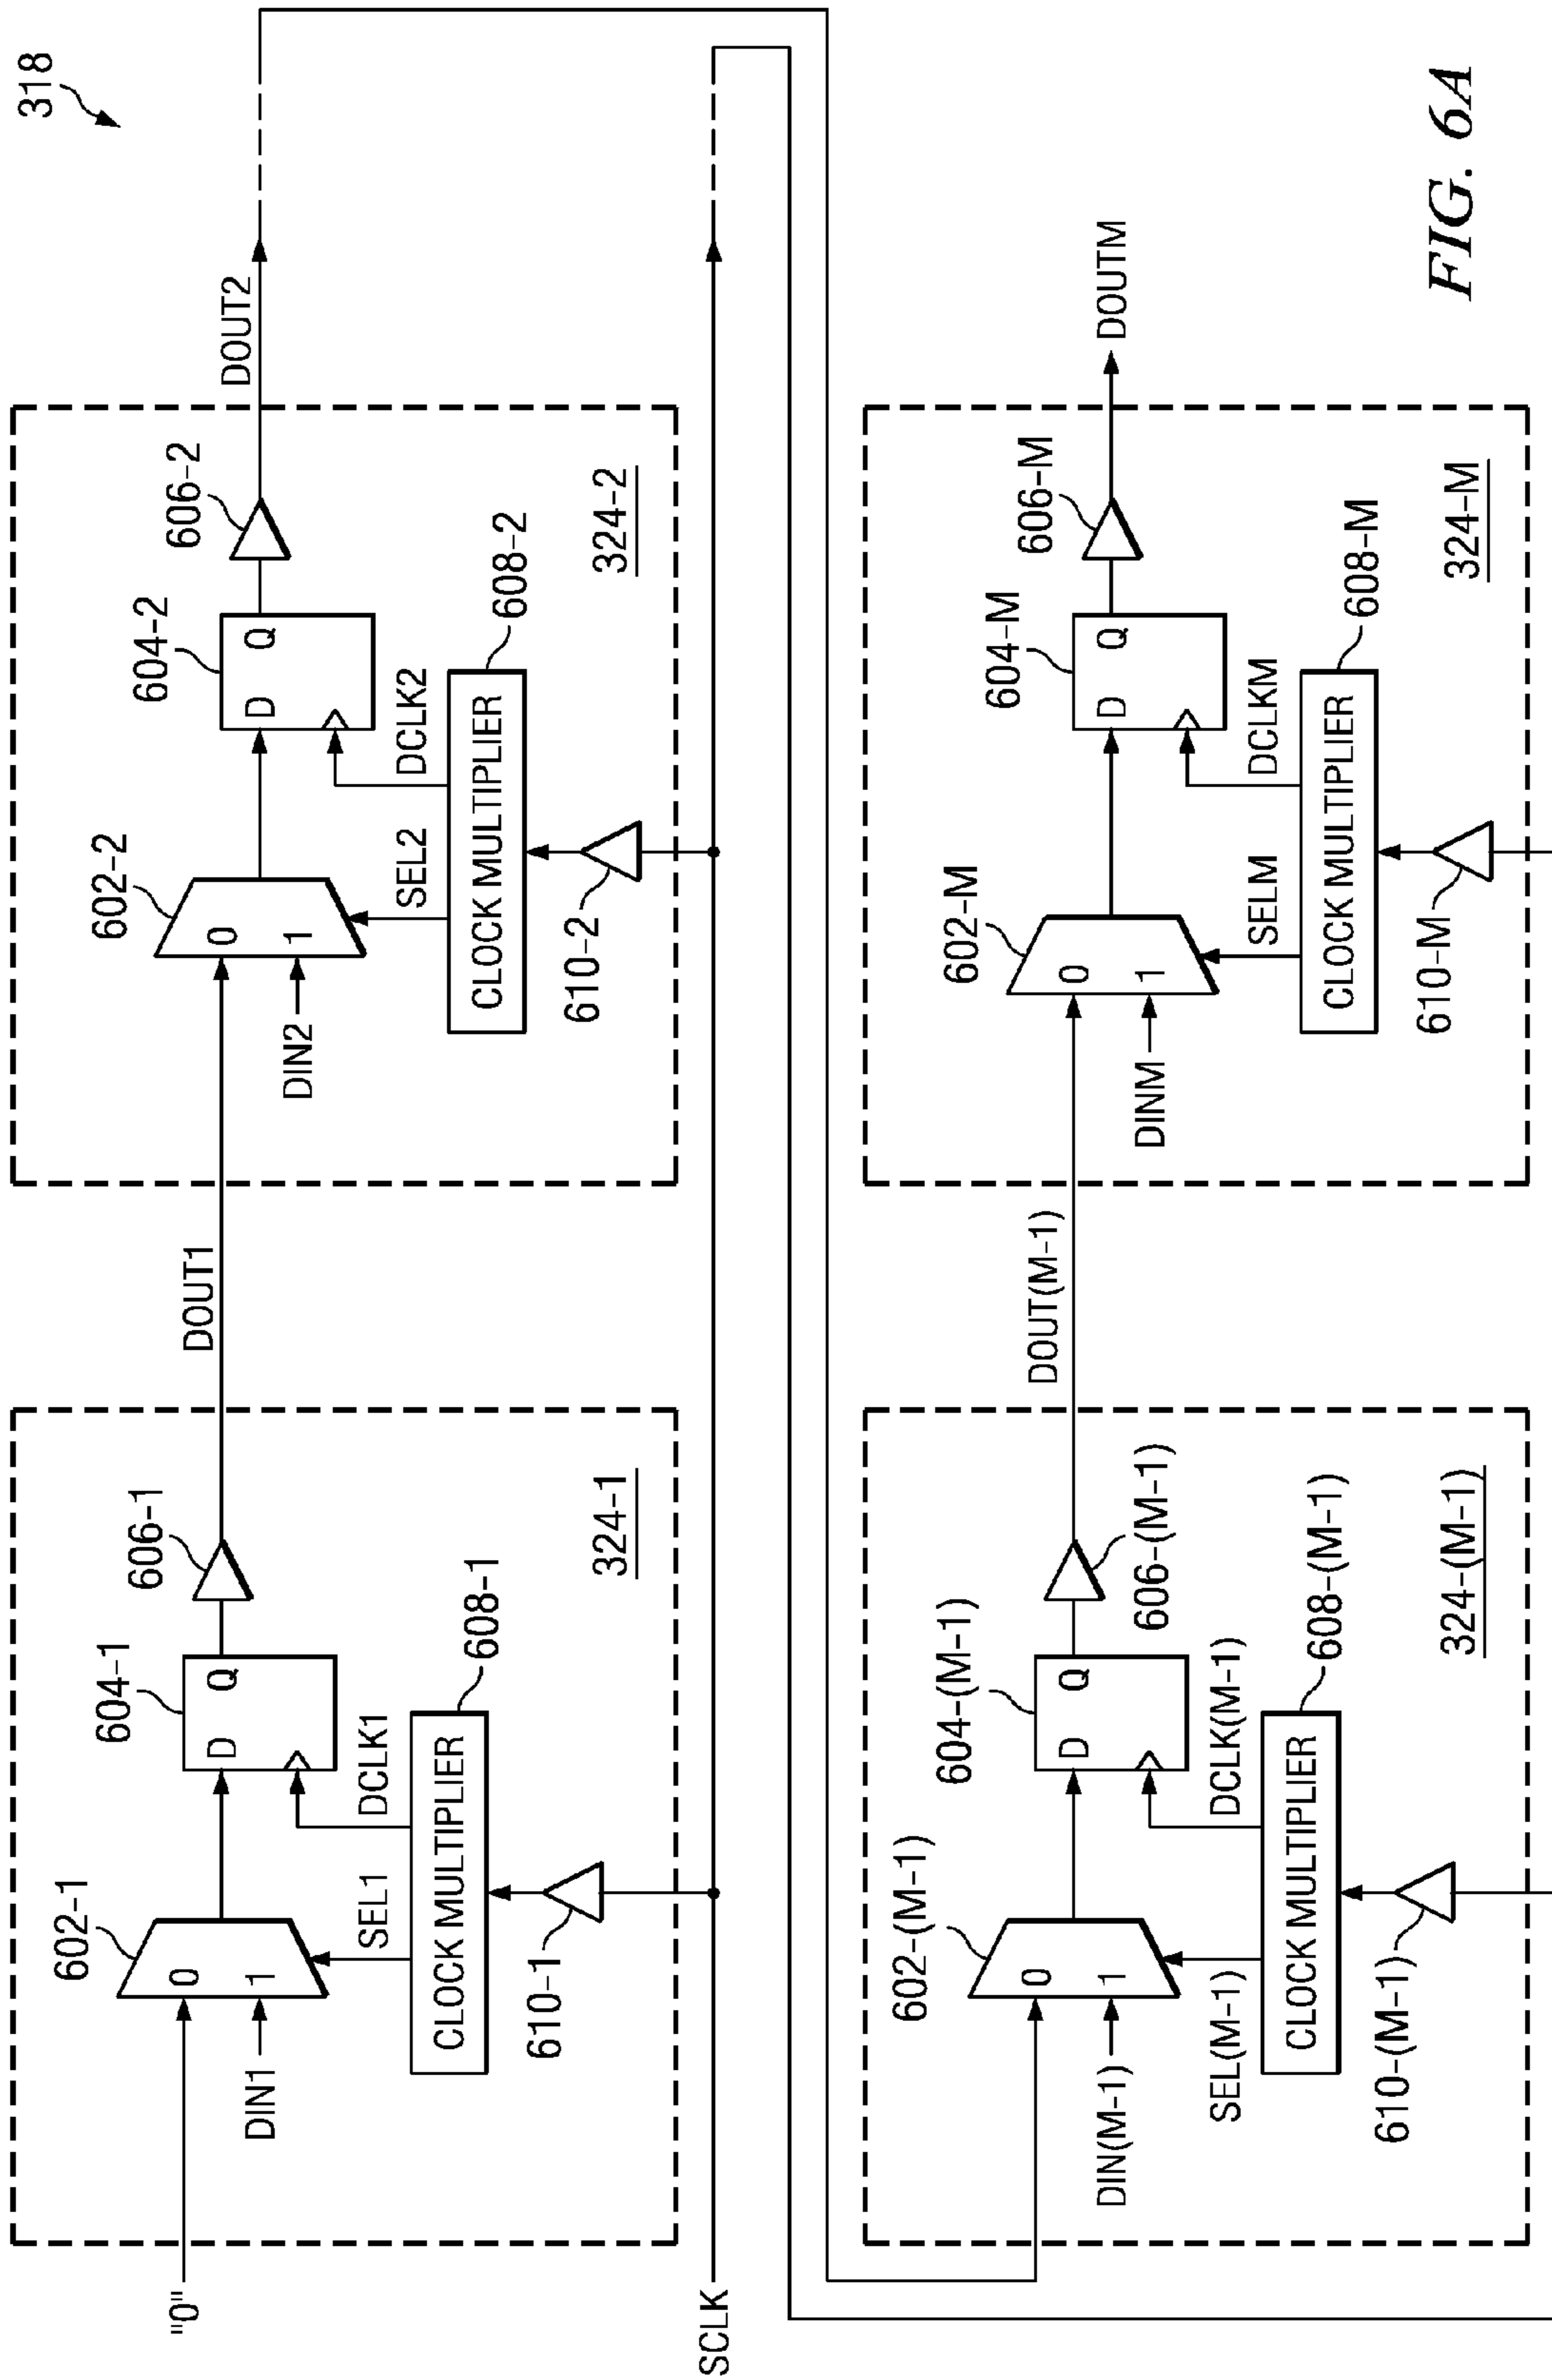 318
602-1
604-1
606-1
"0"
0
1
DIN1
D
Q
SEL1
DCLK1
CLOCK MULTIPLIER
608-1
610-1
324-1
DOUT1
602-2
604-2
606-2
0
1
DIN2
D
Q
SEL2
DCLK2
CLOCK MULTIPLIER
608-2
610-2
324-2
DOUT2
SCLK
602-(M-1)
604-(M-1)
606-(M-1)
0
1
DIN(M-1)
D
Q
SEL(M-1)
DCLK(M-1)
CLOCK MULTIPLIER
608-(M-1)
610-(M-1)
324-(M-1)
DOUT(M-1)
602-M
604-M
606-M
0
1
DINM
D
Q
SELM
DCLKM
CLOCK MULTIPLIER
608-M
610-M
324-M
DOUTM
FIG. 6A